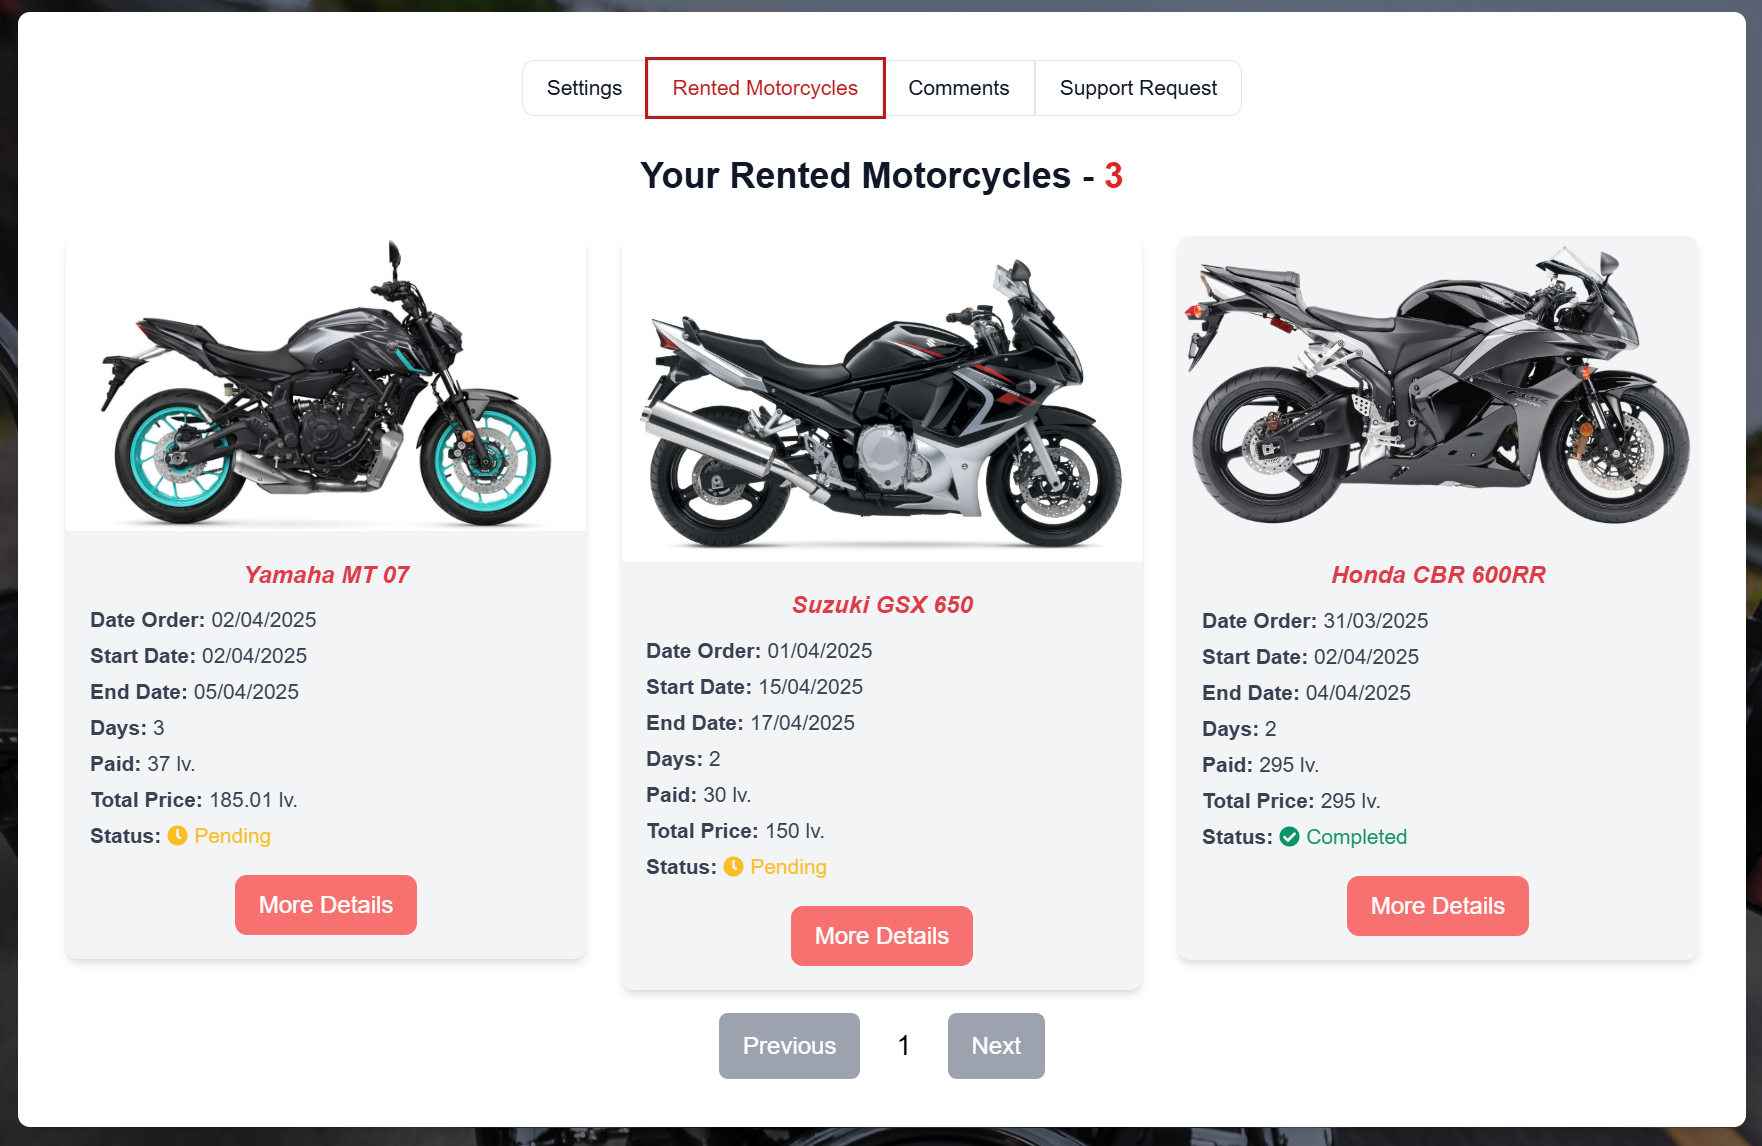 Settings
Rented Motorcycles
Comments
Support Request
Your Rented Motorcycles - 3
Yamaha MT 07
Date Order: 02/04/2025
Start Date: 02/04/2025
End Date: 05/04/2025
Days: 3
Paid: 37 lv.
Total Price: 185.01 lv.
Status: Pending
More Details
Suzuki GSX 650
Date Order: 01/04/2025
Start Date: 15/04/2025
End Date: 17/04/2025
Days: 2
Paid: 30 lv.
Total Price: 150 lv.
Status: Pending
More Details
Honda CBR 600RR
Date Order: 31/03/2025
Start Date: 02/04/2025
End Date: 04/04/2025
Days: 2
Paid: 295 lv.
Total Price: 295 lv.
Status: Completed
More Details
Previous
1
Next